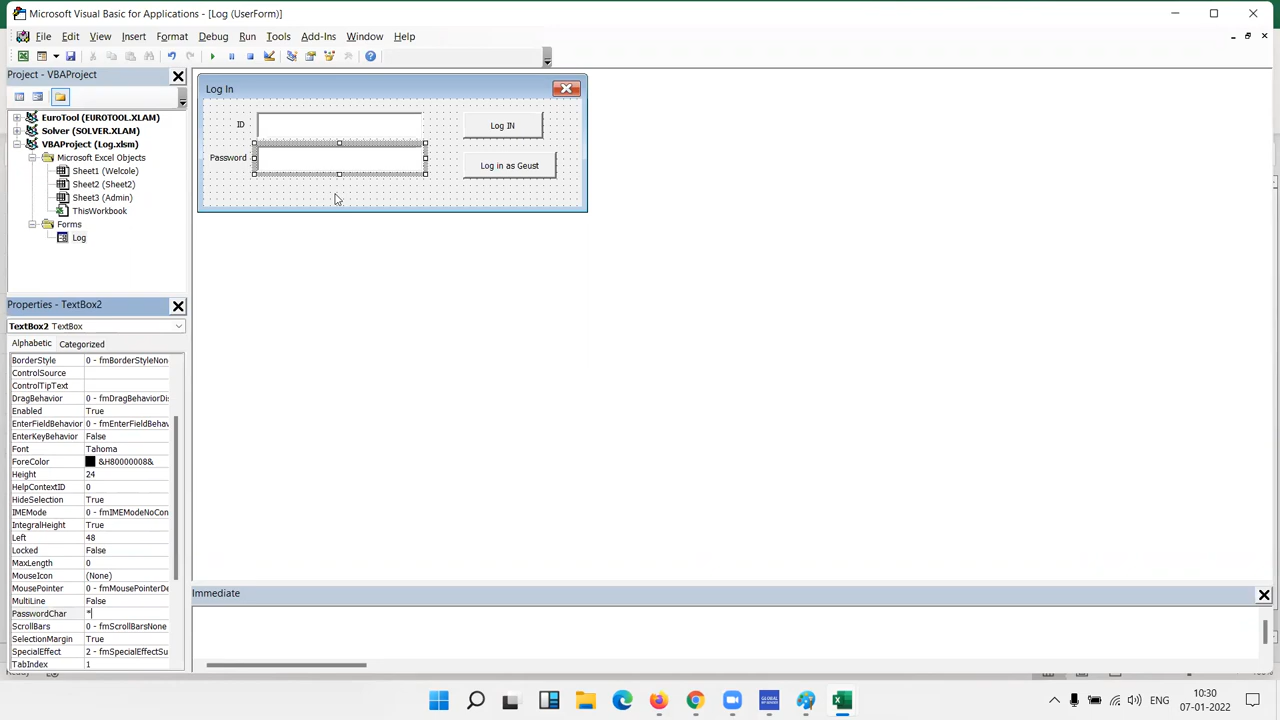 Microsoft Visual Basic for Applications - [Log (UserForm)]
File Edit View Insert Format Debug Run Tools Add-Ins Window Help
Project - VBAProject
EuroTool (EUROTOOL.XLAM)
Solver (SOLVER.XLAM)
VBAProject (Log.xlsm)
Microsoft Excel Objects
Sheet1 (Welcole)
Sheet2 (Sheet2)
Sheet3 (Admin)
ThisWorkbook
Forms
Log
Log In
ID
Log IN
Password
Log in as Geust
Properties - TextBox2
TextBox2 TextBox
Alphabetic Categorized
BorderStyle 0 - fmBorderStyleNon
ControlSource
ControlTipText
DragBehavior 0 - fmDragBehaviorDis
Enabled True
EnterFieldBehavior 0 - fmEnterFieldBehav
EnterKeyBehavior False
Font Tahoma
ForeColor &H80000008&
Height 24
HelpContextID 0
HideSelection True
IMEMode 0 - fmIMEModeNoCon
IntegralHeight True
Left 48
Locked False
MaxLength 0
MouseIcon (None)
MousePointer 0 - fmMousePointerDe
MultiLine False
PasswordChar *
ScrollBars 0 - fmScrollBarsNone
SelectionMargin True
SpecialEffect 2 - fmSpecialEffectSu
TabIndex 1
Immediate
GLOBAL
ENG
10:30
07-01-2022